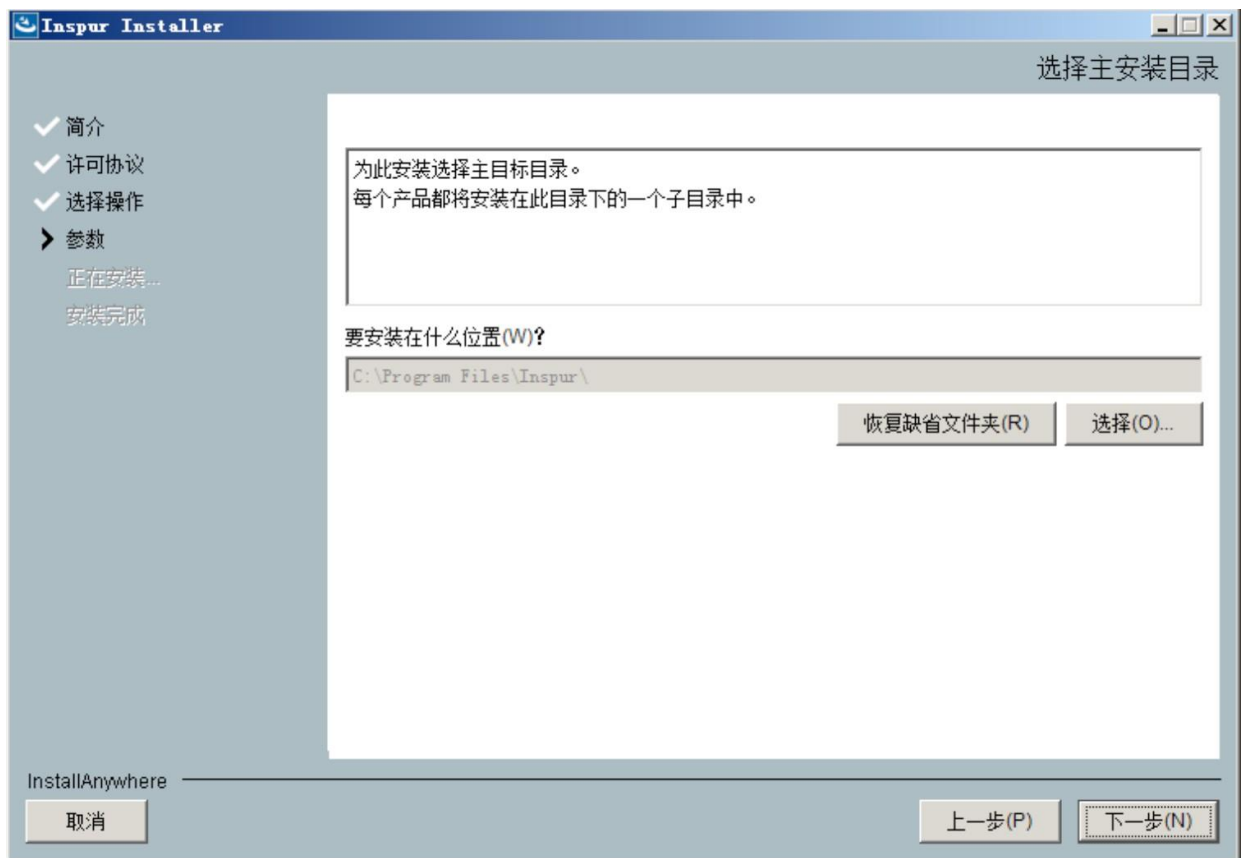 Inspur Installer
选择主安装目录
简介
许可协议
选择操作
参数
正在安装...
安装完成
为此安装选择主目标目录。
每个产品都将安装在此目录下的一个子目录中。
要安装在什么位置(W)?
C:\Program Files\Inspur\
恢复缺省文件夹(R)
选择(O)...
InstallAnywhere
取消
上一步(P)
下一步(N)